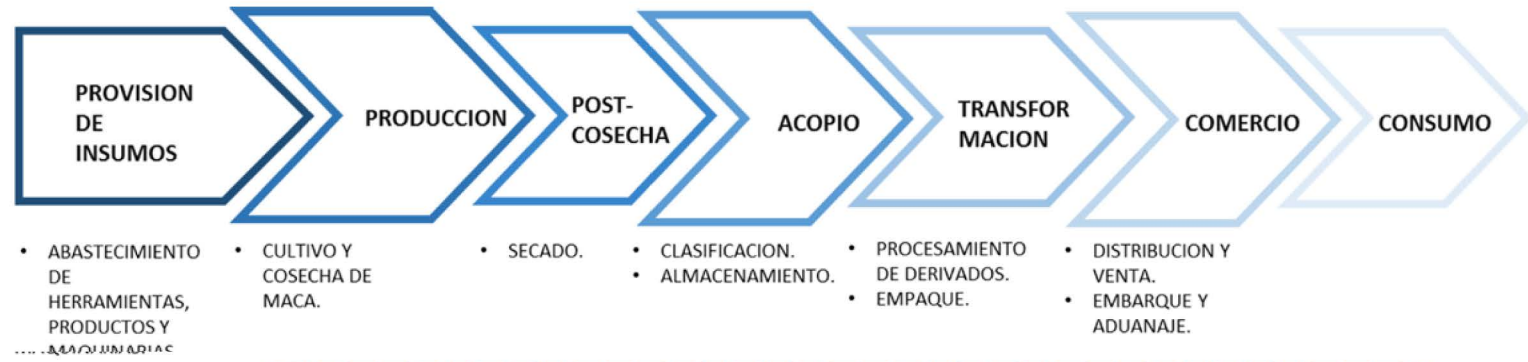 PROVISION
DE
INSUMOS
PRODUCCION
POST-
COSECHA
ACOPIO
TRANSFOR
MACION
COMERCIO
CONSUMO
• ABASTECIMIENTO
DE
HERRAMIENTAS,
PRODUCTOS Y
MAQUINARIAS
• CULTIVO Y
COSECHA DE
MACA.
• SECADO.
• CLASIFICACION.
• ALMACENAMIENTO.
• PROCESAMIENTO
DE DERIVADOS.
• EMPAQUE.
• DISTRIBUCION Y
VENTA.
• EMBARQUE Y
ADUANAJE.